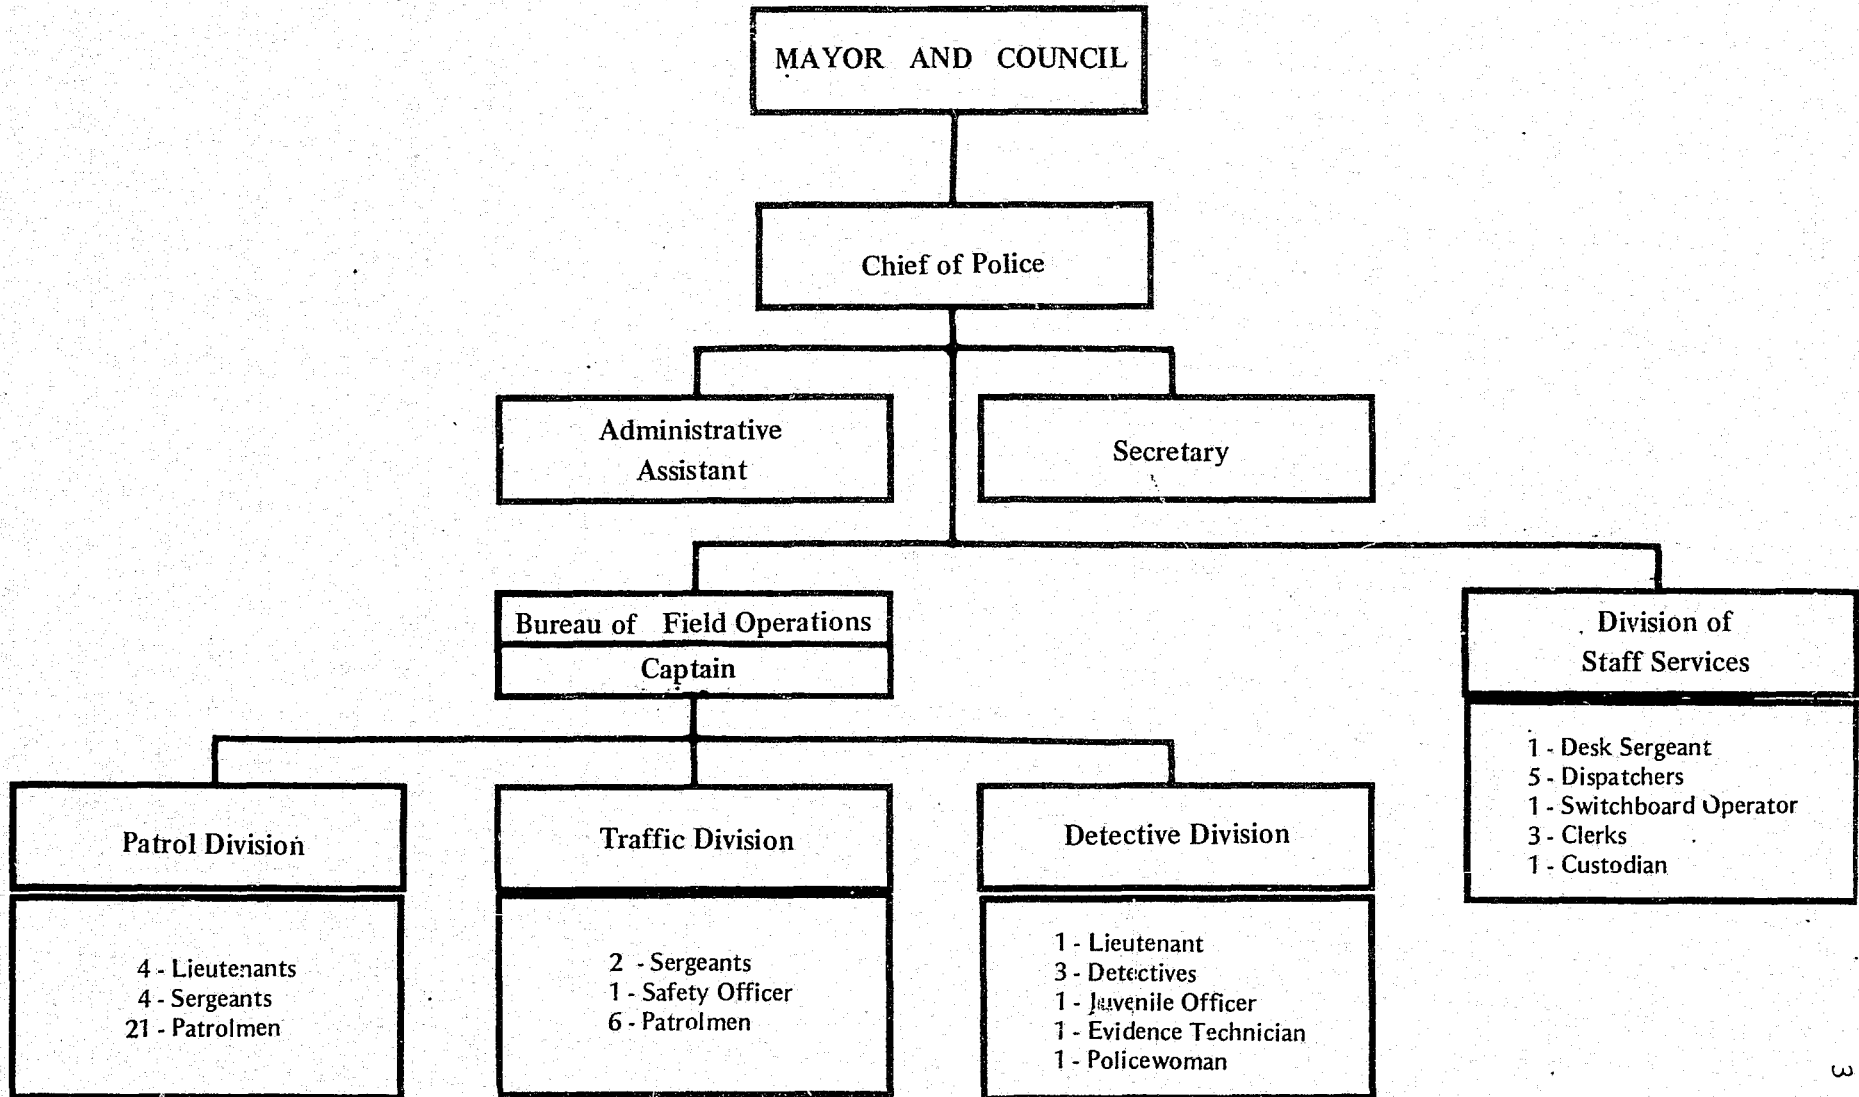 MAYOR AND COUNCIL
Chief of Police
Administrative
Assistant
Secretary
Bureau of Field Operations
Captain
Division of
Staff Services
1 - Desk Sergeant
5 - Dispatchers
1 - Switchboard Operator
3 - Clerks
1 - Custodian
Patrol Division
4 - Lieutenants
4 - Sergeants
21 - Patrolmen
Traffic Division
2 - Sergeants
1 - Safety Officer
6 - Patrolmen
Detective Division
1 - Lieutenant
3 - Detectives
1 - Juvenile Officer
1 - Evidence Technician
1 - Policewoman
3